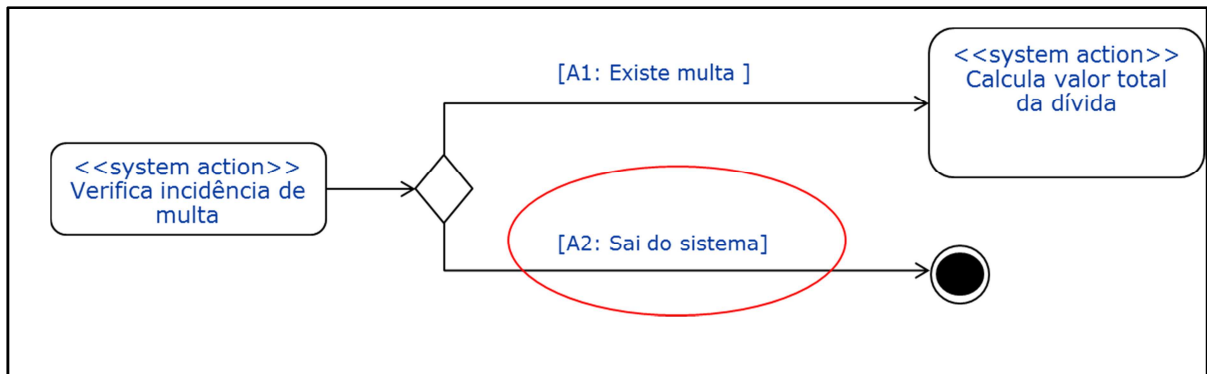 <<system action>>
Verifica incidência de
multa
[A1: Existe multa ]
<<system action>>
Calcula valor total
da dívida
[A2: Sai do sistema]